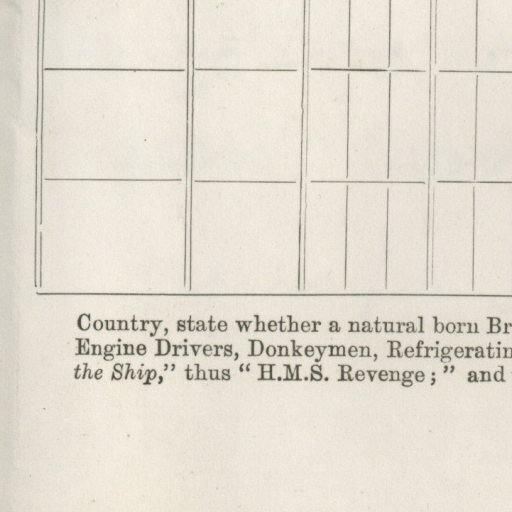 Country, state whether a natural born Br
Engine Drivers, Donkeymen, Refrigeratin
the Ship,” thus “ H.M.S. Revenge ; ” and